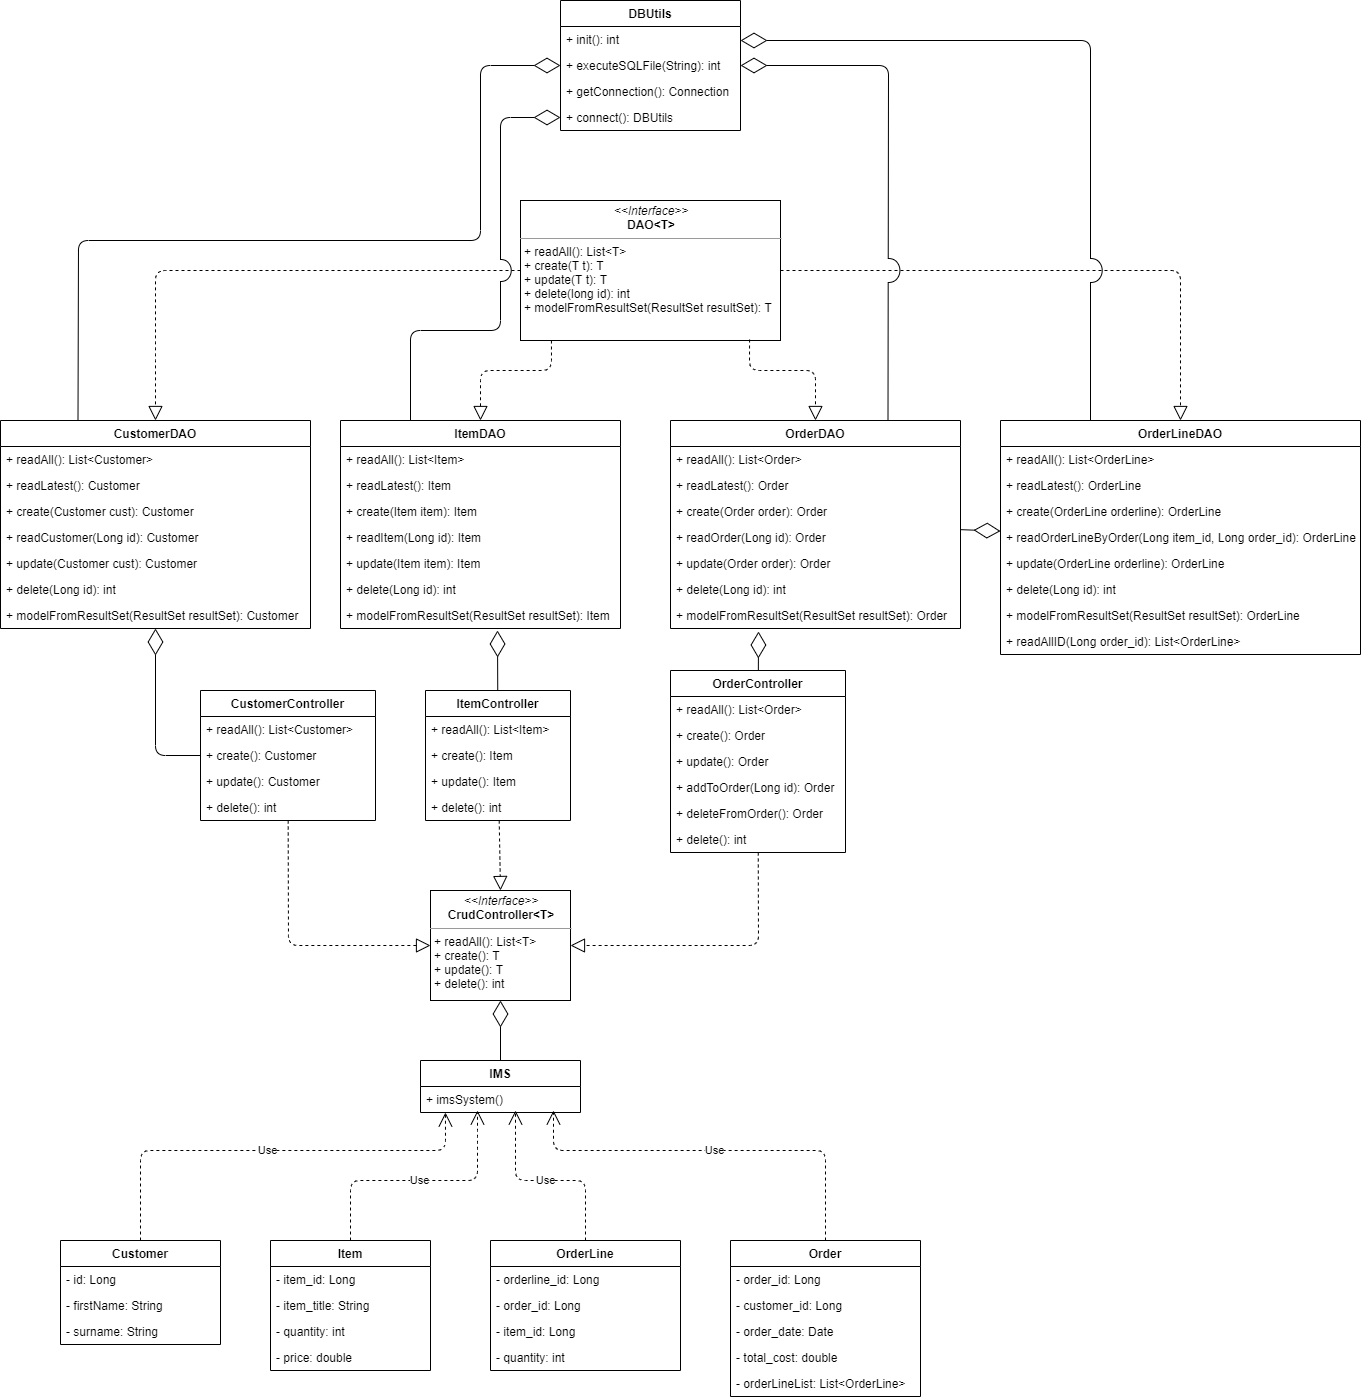 DBUtils
+ init(): int
+ executeSQLFile(String): int
+ getConnection(): Connection
+ connect(): DBUtils
<<Interface>>
DAO<T>
+ readAll(): List<T>
+ create(T t): T
+ update(T t): T
+ delete(long id): int
+ modelFromResultSet(ResultSet resultSet): T
CustomerDAO
+ readAll(): List<Customer>
+ readLatest(): Customer
+ create(Customer cust): Customer
+ readCustomer(Long id): Customer
+ update(Customer cust): Customer
+ delete(Long id): int
+ modelFromResultSet(ResultSet resultSet): Customer
ItemDAO
+ readAll(): List<Item>
+ readLatest(): Item
+ create(Item item): Item
+ readItem(Long id): Item
+ update(Item item): Item
+ delete(Long id): int
+ modelFromResultSet(ResultSet resultSet): Item
OrderDAO
+ readAll(): List<Order>
+ readLatest(): Order
+ create(Order order): Order
+ readOrder(Long id): Order
+ update(Order order): Order
+ delete(Long id): int
+ modelFromResultSet(ResultSet resultSet): Order
OrderLineDAO
+ readAll(): List<OrderLine>
+ readLatest(): OrderLine
+ create(OrderLine orderline): OrderLine
+ readOrderLineByOrder(Long item_id, Long order_id): OrderLine
+ update(OrderLine orderline): OrderLine
+ delete(Long id): int
+ modelFromResultSet(ResultSet resultSet): OrderLine
+ readAllID(Long order_id): List<OrderLine>
CustomerController
+ readAll(): List<Customer>
+ create(): Customer
+ update(): Customer
+ delete(): int
ItemController
+ readAll(): List<Item>
+ create(): Item
+ update(): Item
+ delete(): int
OrderController
+ readAll(): List<Order>
+ create(): Order
+ update(): Order
+ addToOrder(Long id): Order
+ deleteFromOrder(): Order
+ delete(): int
<<Interface>>
CrudController<T>
+ readAll(): List<T>
+ create(): T
+ update(): T
+ delete(): int
IMS
+ imsSystem()
Use
Use
Use
Use
Customer
- id: Long
- firstName: String
- surname: String
Item
- item_id: Long
- item_title: String
- quantity: int
- price: double
OrderLine
- orderline_id: Long
- order_id: Long
- item_id: Long
- quantity: int
Order
- order_id: Long
- customer_id: Long
- order_date: Date
- total_cost: double
- orderLineList: List<OrderLine>